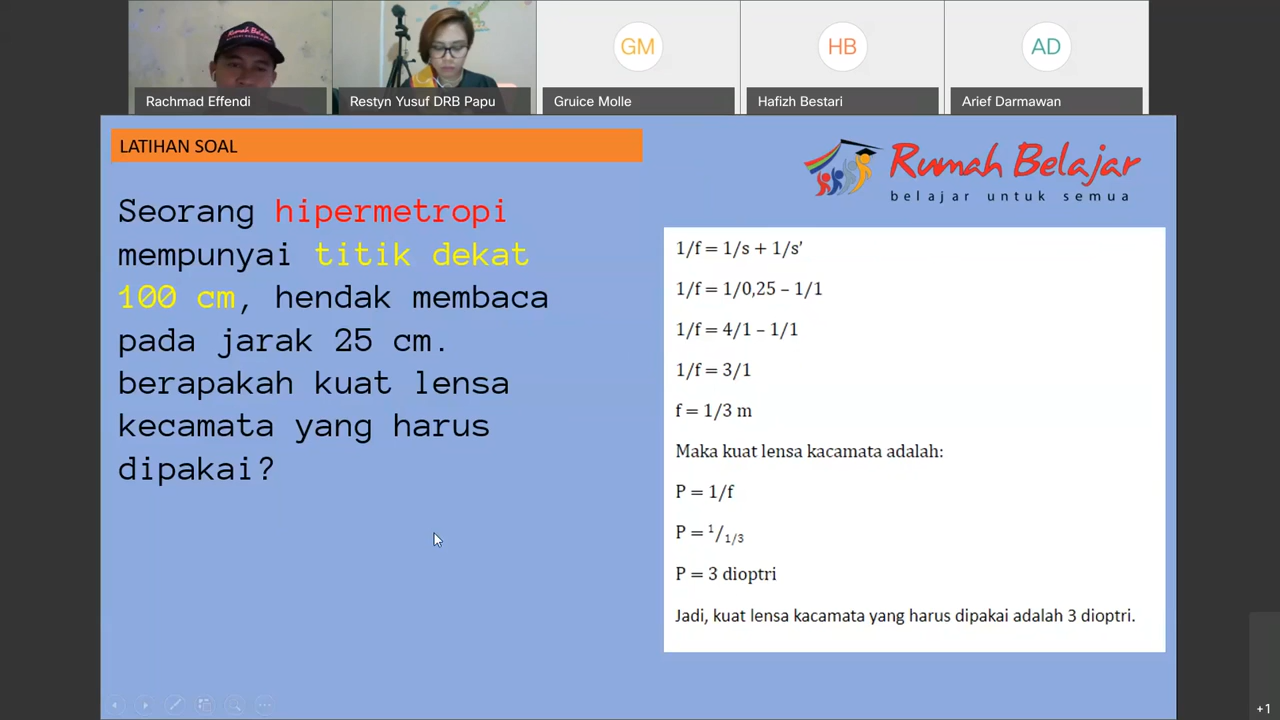 GM
HB
AD
Rachmad Effendi
Restyn Yusuf DRB Papu
Gruice Molle
Hafizh Bestari
Arief Darmawan
LATIHAN SOAL
Rumah Belajar
belajar untuk semua
Seorang hipermetropi
mempunyai titik dekat
100 cm, hendak membaca
pada jarak 25 cm.
berapakah kuat lensa
kecamata yang harus
dipakai?
1/f = 1/s + 1/s’
1/f = 1/0,25 – 1/1
1/f = 4/1 – 1/1
1/f = 3/1
f = 1/3 m
Maka kuat lensa kacamata adalah:
P = 1/f
P = 1/1/3
P = 3 dioptri
Jadi, kuat lensa kacamata yang harus dipakai adalah 3 dioptri.
+1